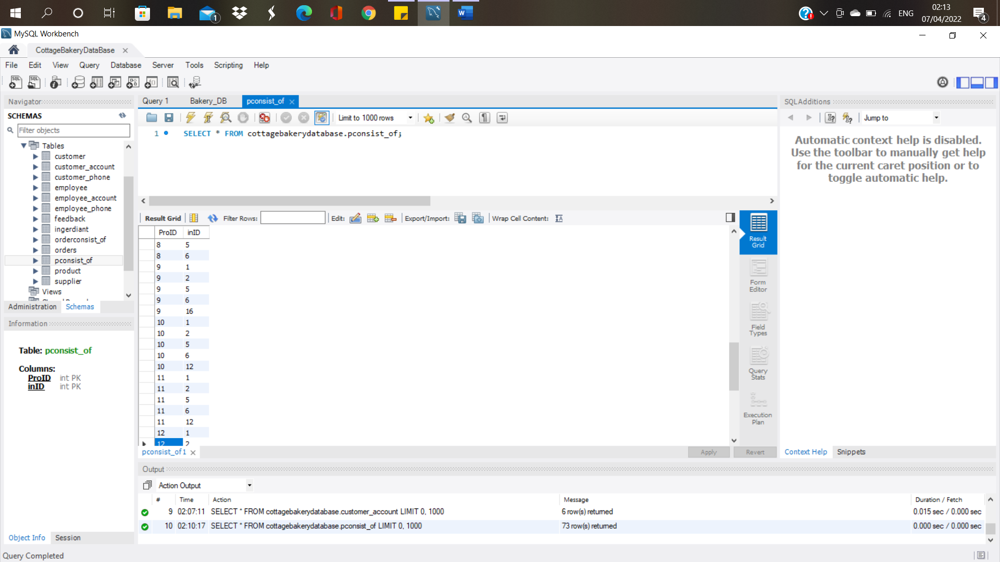 1
ENG
02:13
07/04/2022
4
MySQL Workbench
CottageBakeryDataBase
File Edit View Query Database Server Tools Scripting Help
Navigator
SCHEMAS
Filter objects
Tables
customer
customer_account
customer_phone
employee
employee_account
employee_phone
feedback
ingerdiant
orderconsist_of
orders
pconsist_of
product
supplier
Views
Administration Schemas
Information
Table: pconsist_of
Columns:
ProID int PK
inID int PK
Object Info Session
Query Completed
Query 1 Bakery_DB pconsist_of
Limit to 1000 rows
1 SELECT * FROM cottagebakerydatabase.pconsist_of;
Result Grid Filter Rows: Edit: Export/Import: Wrap Cell Content:
ProID inID
8 5
8 6
9 1
9 2
9 5
9 6
9 16
10 1
10 2
10 5
10 6
10 12
11 1
11 2
11 5
11 6
11 12
12 1
12 2
Result
Grid
Form
Editor
Field
Types
Query
Stats
Execution
Plan
pconsist_of1
Apply Revert
SQLAdditions
Jump to
Automatic context help is disabled.
Use the toolbar to manually get help
for the current caret position or to
toggle automatic help.
Context Help Snippets
Output
Action Output
# Time Action Message Duration / Fetch
9 02:07:11 SELECT * FROM cottagebakerydatabase.customer_account LIMIT 0, 1000 6 row(s) returned 0.015 sec / 0.000 sec
10 02:10:17 SELECT * FROM cottagebakerydatabase.pconsist_of LIMIT 0, 1000 73 row(s) returned 0.000 sec / 0.000 sec